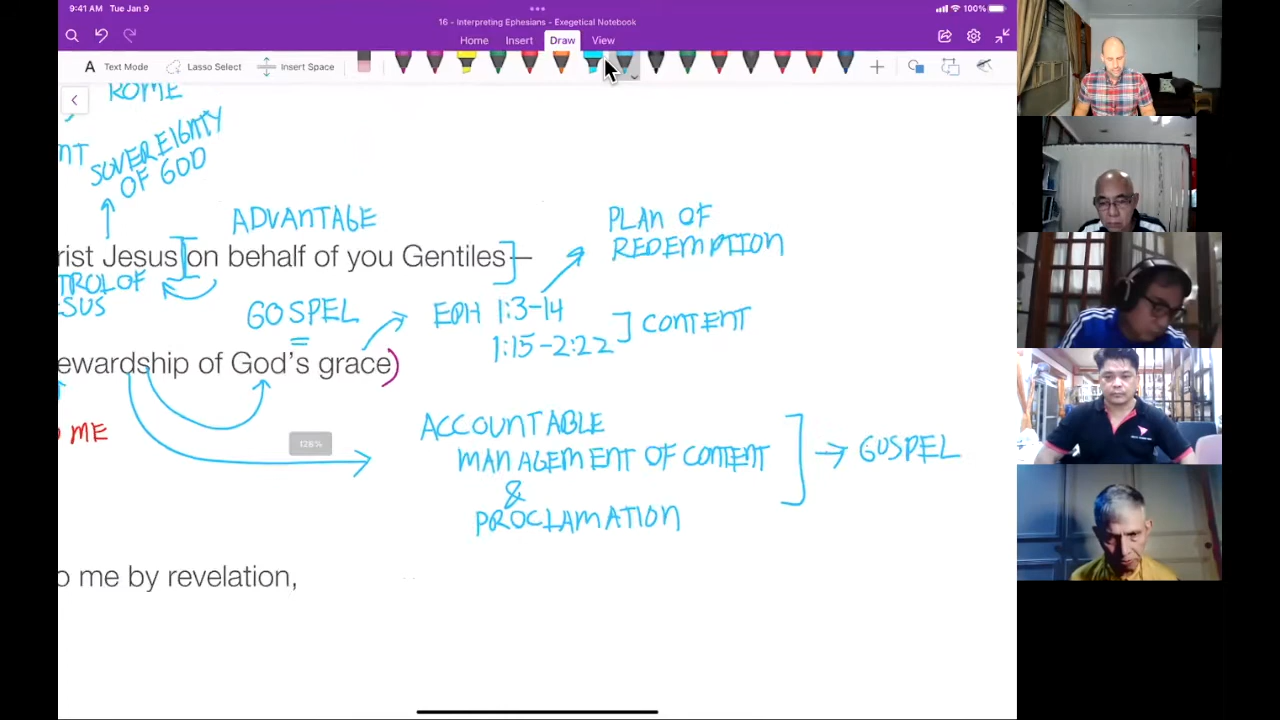 9:41 AM Tue Jan 9
100%
16 - Interpreting Ephesians - Exegetical Notebook
Home Insert Draw View
A Text Mode Lasso Select Insert Space
ROME
NT
SOVEREIGNTY
OF GOD
ADVANTAGE
PLAN OF
REDEMPTION
rist Jesus on behalf of you Gentiles—
TROL OF
ESUS
GOSPEL
EPH 1:3-14
1:15-2:22
CONTENT
ewardship of God's grace)
ACCOUNTABLE
O ME
128%
MANAGEMENT OF CONTENT
GOSPEL
&
PROCLAMATION
o me by revelation,